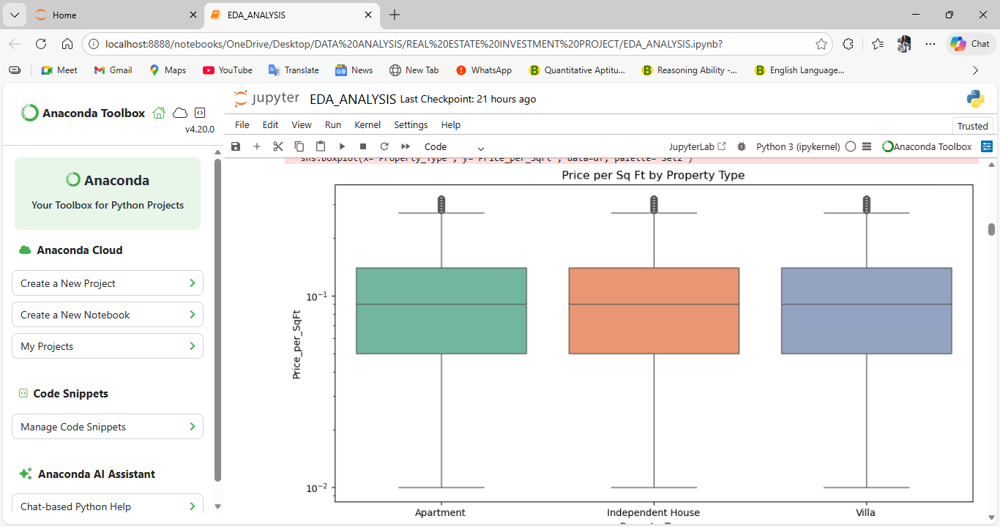 Home
EDA_ANALYSIS
localhost:8888/notebooks/OneDrive/Desktop/DATA%20ANALYSIS/REAL%20ESTATE%20INVESTMENT%20PROJECT/EDA_ANALYSIS.ipynb?
Chat
Meet
Gmail
Maps
YouTube
Translate
News
New Tab
WhatsApp
Quantitative Aptitu...
Reasoning Ability -...
English Language...
Anaconda Toolbox
v4.20.0
Anaconda
Your Toolbox for Python Projects
Anaconda Cloud
Create a New Project
Create a New Notebook
My Projects
Code Snippets
Manage Code Snippets
Anaconda AI Assistant
Chat-based Python Help
jupyter EDA_ANALYSIS Last Checkpoint: 21 hours ago
File Edit View Run Kernel Settings Help
Trusted
Code
JupyterLab
Python 3 (ipykernel)
Anaconda Toolbox
sns.boxplot(x='Property_Type', y='Price_per_SqFt', data=df, palette='Set2')
Price per Sq Ft by Property Type
Price_per_SqFt
10⁻¹
10⁻²
Apartment
Independent House
Villa